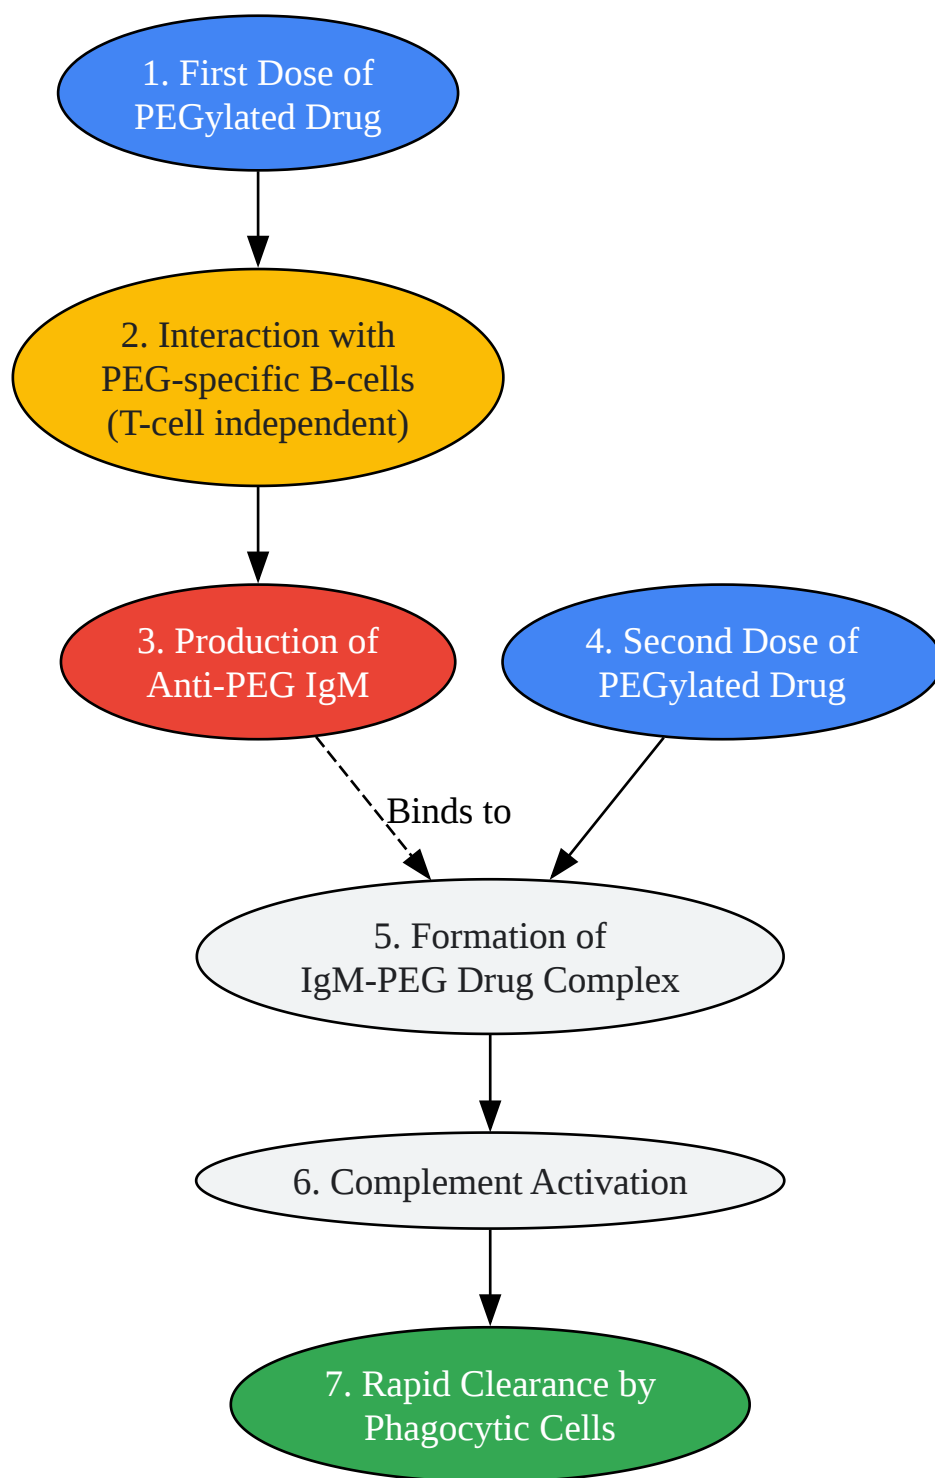 1. First Dose of
PEGylated Drug
2. Interaction with
PEG-specific B-cells
(T-cell independent)
3. Production of
Anti-PEG IgM
4. Second Dose of
PEGylated Drug
Binds to
5. Formation of
IgM-PEG Drug Complex
6. Complement Activation
7. Rapid Clearance by
Phagocytic Cells